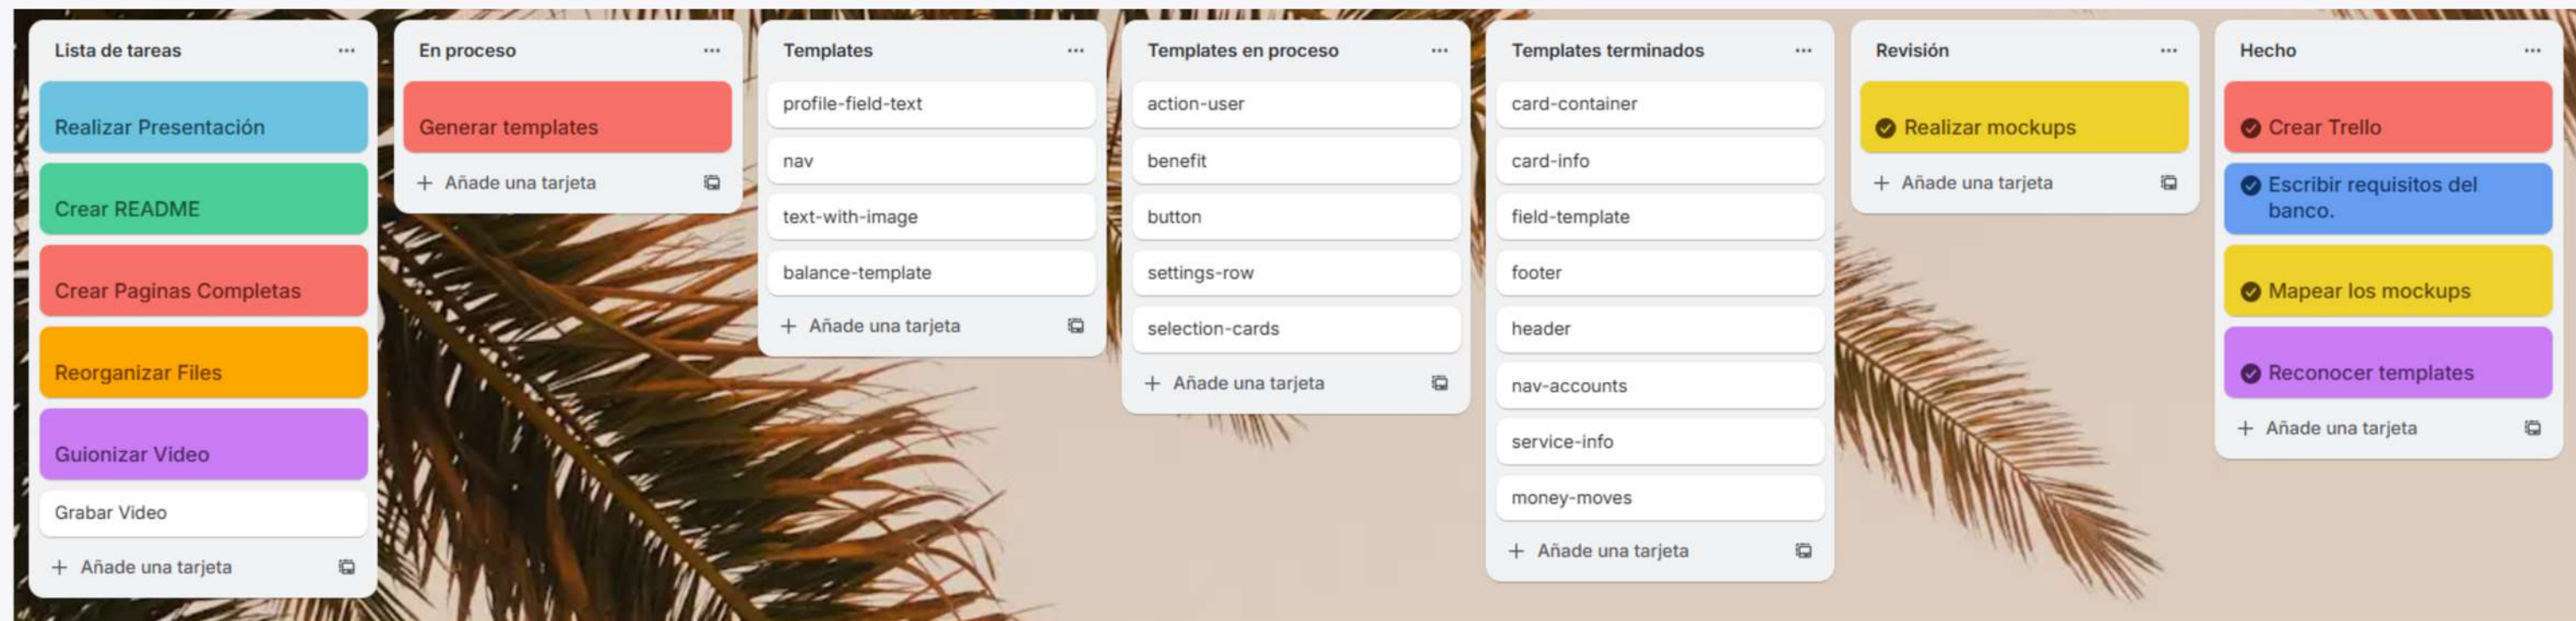 Lista de tareas
Realizar Presentación
Crear README
Crear Paginas Completas
Reorganizar Files
Guionizar Video
Grabar Video
+ Añade una tarjeta
En proceso
Generar templates
+ Añade una tarjeta
Templates
profile-field-text
nav
text-with-image
balance-template
+ Añade una tarjeta
Templates en proceso
action-user
benefit
button
settings-row
selection-cards
+ Añade una tarjeta
Templates terminados
card-container
card-info
field-template
footer
header
nav-accounts
service-info
money-moves
+ Añade una tarjeta
Revisión
Realizar mockups
+ Añade una tarjeta
Hecho
Crear Trello
Escribir requisitos del
banco.
Mapear los mockups
Reconocer templates
+ Añade una tarjeta